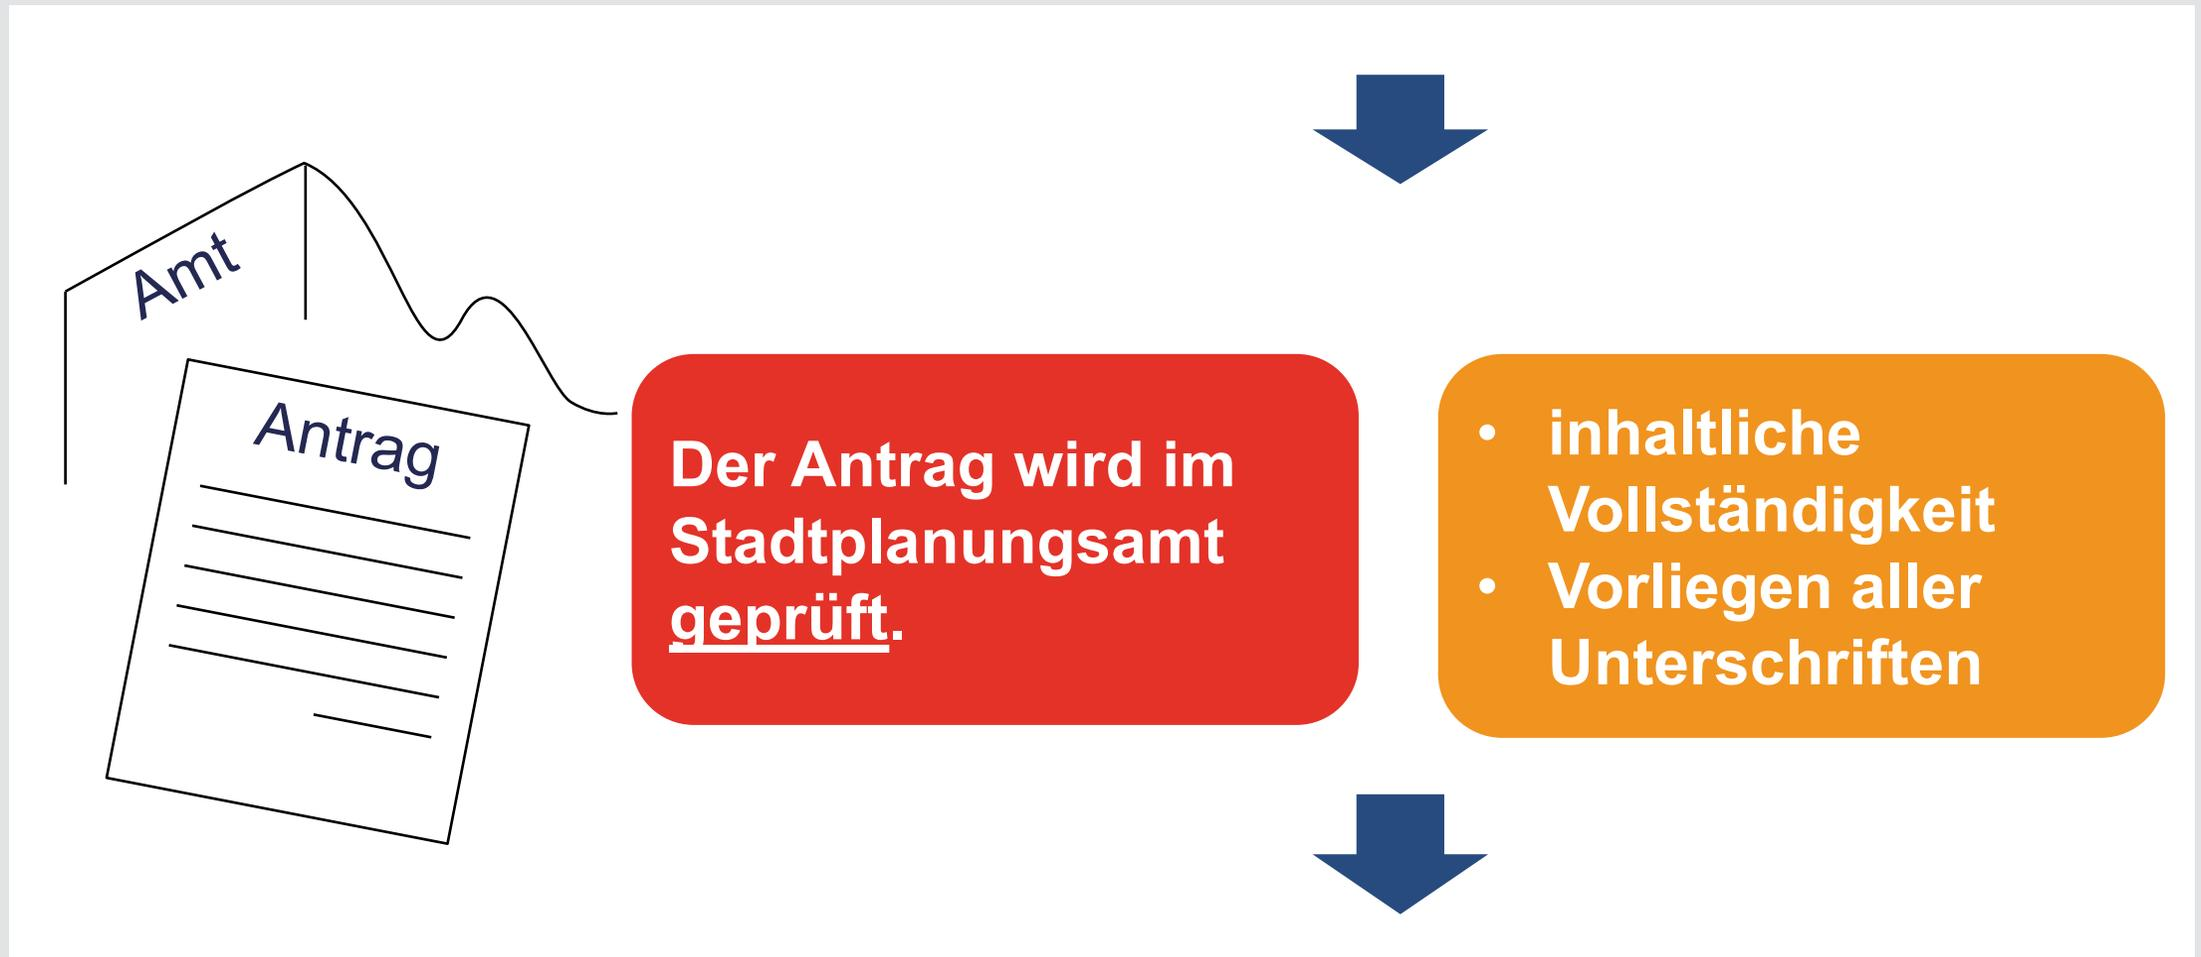 Amt
Antrag
Der Antrag wird im
Stadtplanungsamt
geprüft.
• inhaltliche
Vollständigkeit
• Vorliegen aller
Unterschriften